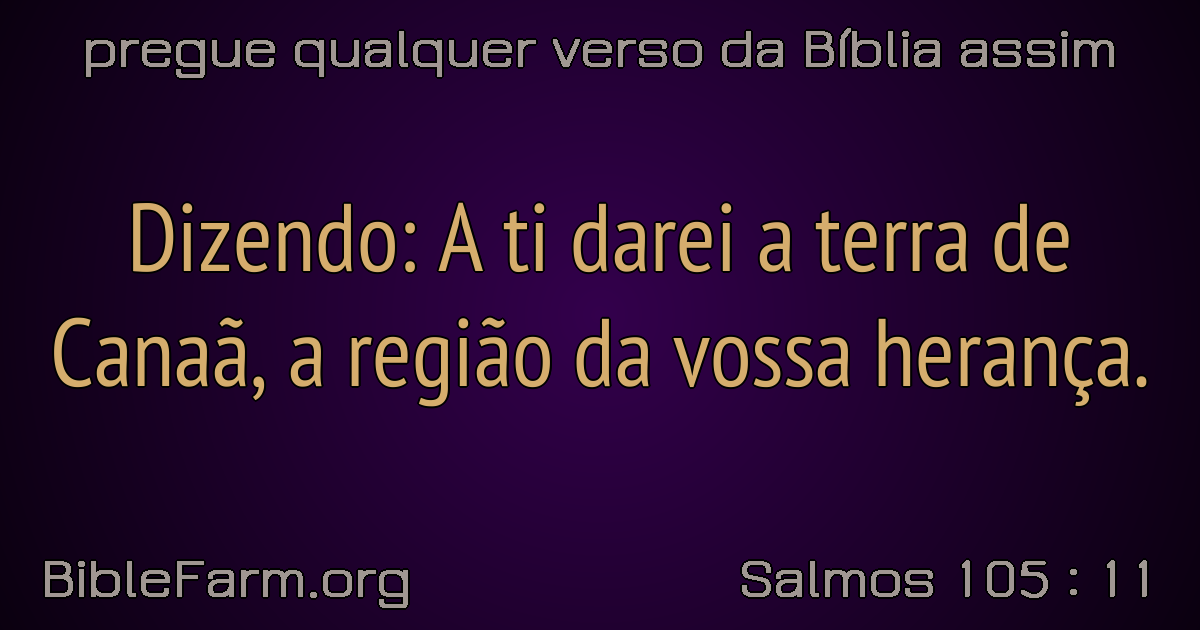 pregue qualquer verso da Bíblia assim
Dizendo: A ti darei a terra de
Canaã, a região da vossa herança.
BibleFarm.org
Salmos 105 : 11